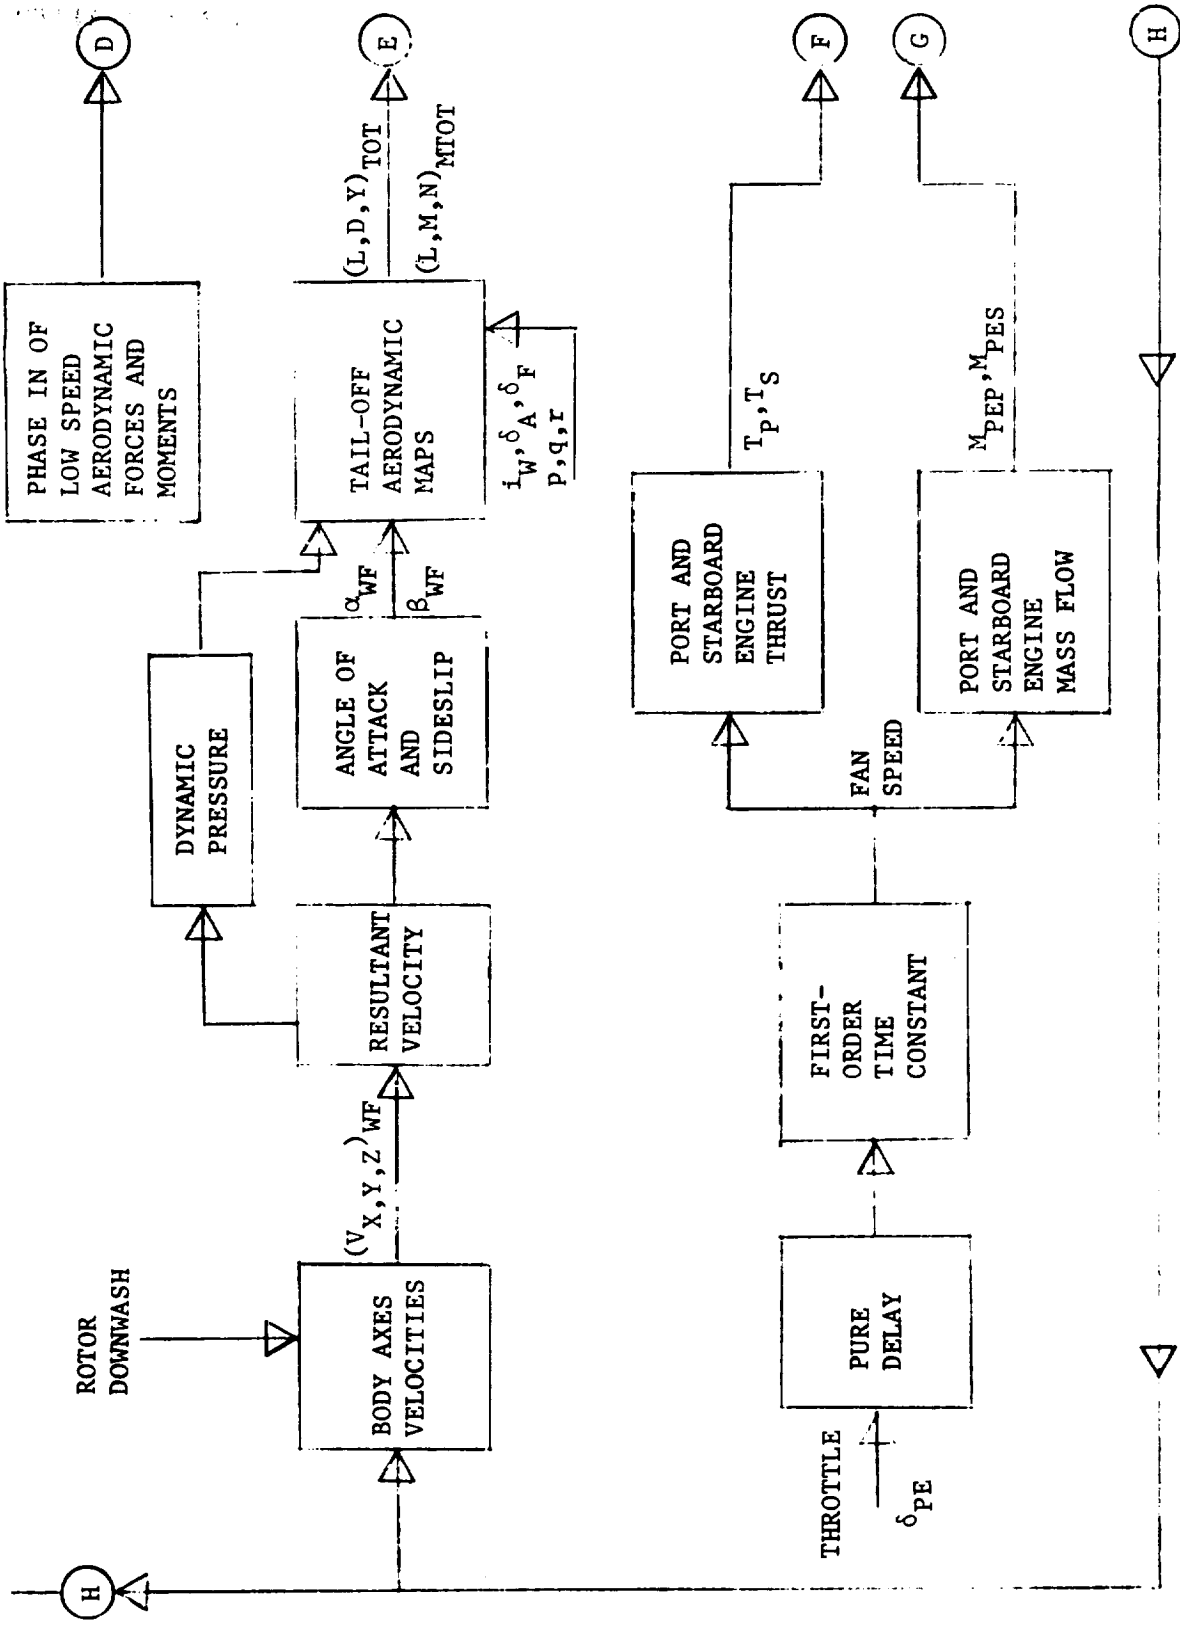 D
E
F
G
H
PHASE IN OF
LOW SPEED
AERODYNAMIC
FORCES AND
MOMENTS
(L,D,Y)TOT
(L,M,N)MTOT
TAIL-OFF
AERODYNAMIC
MAPS
iW,δA,δF
p,q,r
DYNAMIC
PRESSURE
αWF
βWF
ANGLE OF
ATTACK
AND
SIDESLIP
RESULTANT
VELOCITY
(VX,Y,Z)WF
ROTOR
DOWNWASH
BODY AXES
VELOCITIES
H
TP,TS
MPEP,MPES
PORT AND
STARBOARD
ENGINE
THRUST
PORT AND
STARBOARD
ENGINE
MASS FLOW
FAN
SPEED
FIRST-
ORDER
TIME
CONSTANT
PURE
DELAY
THROTTLE
δPE